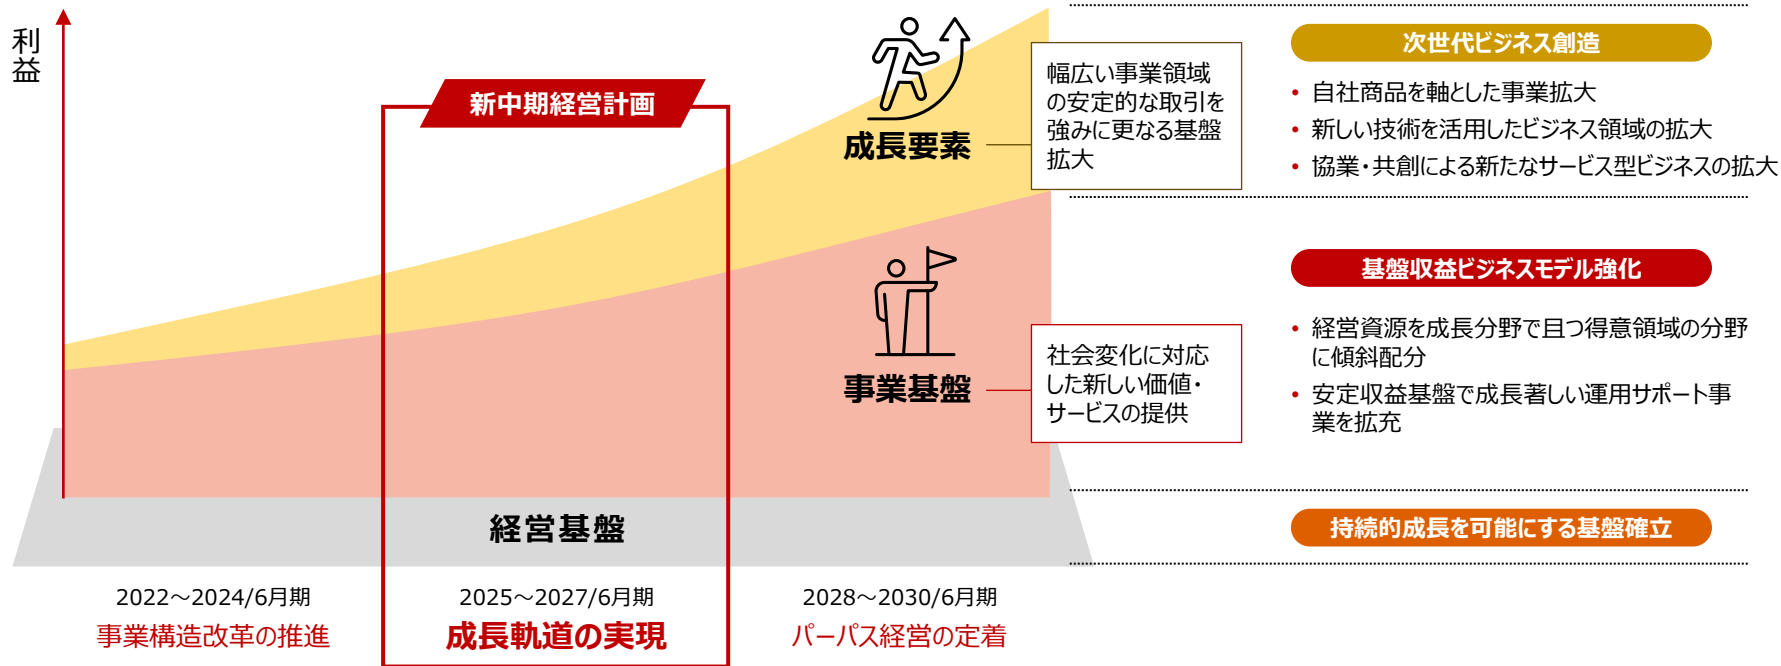 利益
新中期経営計画
成長要素
幅広い事業領域
の安定的な取引を
強みに更なる基盤
拡大
次世代ビジネス創造
• 自社商品を軸とした事業拡大
• 新しい技術を活用したビジネス領域の拡大
• 協業・共創による新たなサービス型ビジネスの拡大
事業基盤
社会変化に対応
した新しい価値・
サービスの提供
基盤収益ビジネスモデル強化
• 経営資源を成長分野で且つ得意領域の分野
に傾斜配分
• 安定収益基盤で成長著しい運用サポート事
業を拡充
経営基盤
持続的成長を可能にする基盤確立
2022～2024/6月期
事業構造改革の推進
2025～2027/6月期
成長軌道の実現
2028～2030/6月期
パーパス経営の定着